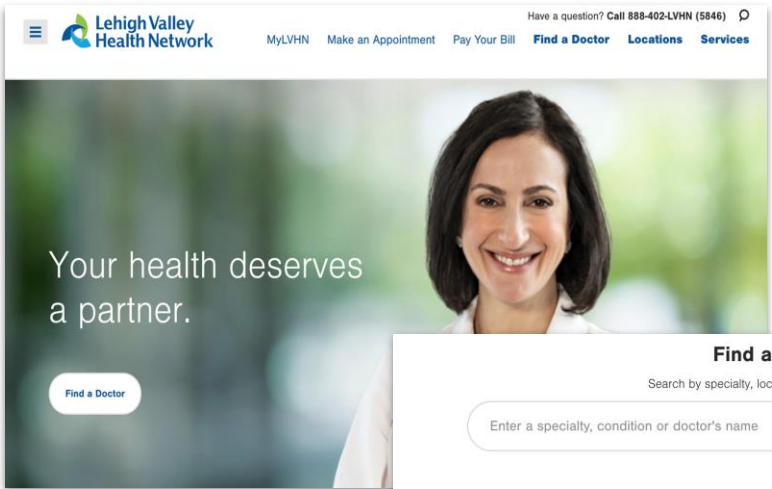 Have a question? Call 888-402-LVHN (5846)
Lehigh Valley
Health Network
MyLVHN Make an Appointment Pay Your Bill Find a Doctor Locations Services
Your health deserves
a partner.
Find a Doctor
Find a
Search by specialty, loc
Enter a specialty, condition or doctor's name